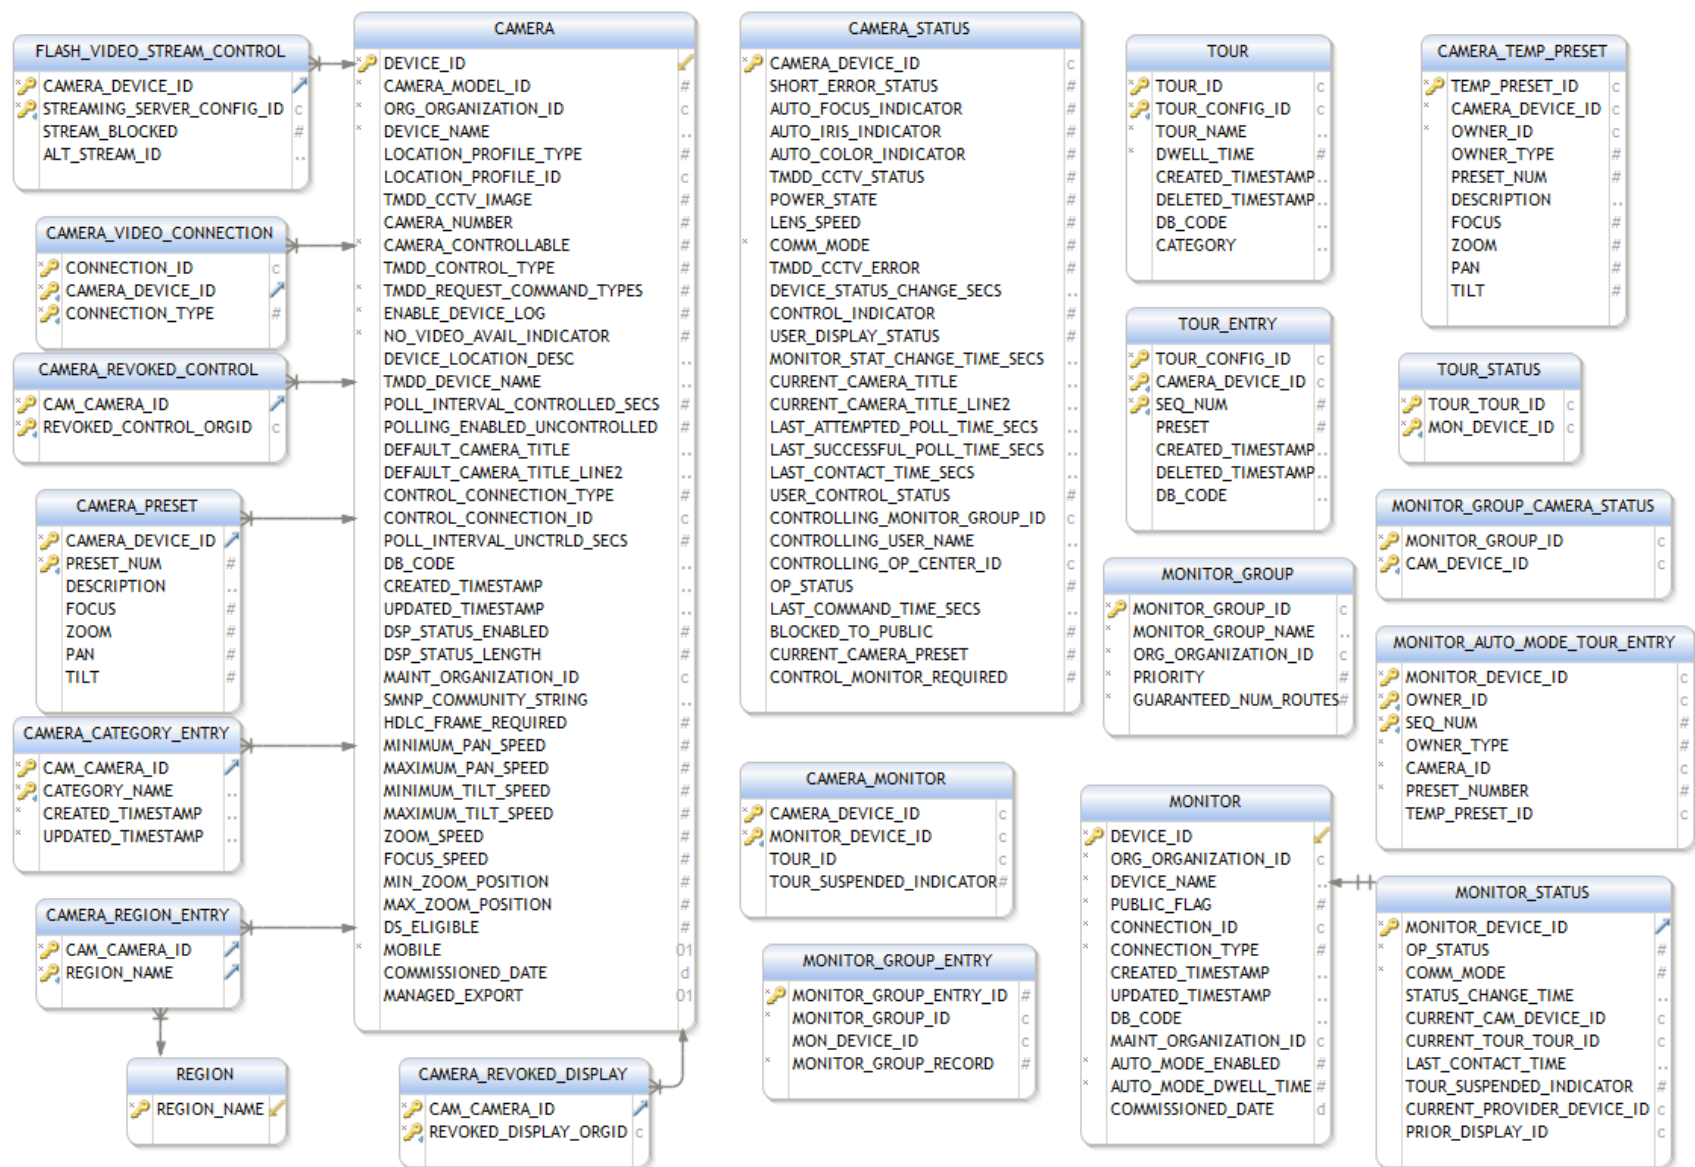 FLASH_VIDEO_STREAM_CONTROL
CAMERA_DEVICE_ID
STREAMING_SERVER_CONFIG_ID c
STREAM_BLOCKED #
ALT_STREAM_ID ..
CAMERA_VIDEO_CONNECTION
CONNECTION_ID c
CAMERA_DEVICE_ID
CONNECTION_TYPE #
CAMERA_REVOKED_CONTROL
CAM_CAMERA_ID
REVOKED_CONTROL_ORGID c
CAMERA_PRESET
CAMERA_DEVICE_ID
PRESET_NUM #
DESCRIPTION ..
FOCUS #
ZOOM #
PAN #
TILT #
CAMERA_CATEGORY_ENTRY
CAM_CAMERA_ID
CATEGORY_NAME ..
CREATED_TIMESTAMP ..
UPDATED_TIMESTAMP ..
CAMERA_REGION_ENTRY
CAM_CAMERA_ID
REGION_NAME
REGION
REGION_NAME
CAMERA
DEVICE_ID
CAMERA_MODEL_ID #
ORG_ORGANIZATION_ID c
DEVICE_NAME ..
LOCATION_PROFILE_TYPE #
LOCATION_PROFILE_ID c
TMDD_CCTV_IMAGE #
CAMERA_NUMBER #
CAMERA_CONTROLLABLE #
TMDD_CONTROL_TYPE #
TMDD_REQUEST_COMMAND_TYPES #
ENABLE_DEVICE_LOG #
NO_VIDEO_AVAIL_INDICATOR #
DEVICE_LOCATION_DESC ..
TMDD_DEVICE_NAME ..
POLL_INTERVAL_CONTROLLED_SECS #
POLLING_ENABLED_UNCONTROLLED #
DEFAULT_CAMERA_TITLE ..
DEFAULT_CAMERA_TITLE_LINE2 ..
CONTROL_CONNECTION_TYPE #
CONTROL_CONNECTION_ID c
POLL_INTERVAL_UNCTRLD_SECS #
DB_CODE ..
CREATED_TIMESTAMP ..
UPDATED_TIMESTAMP ..
DSP_STATUS_ENABLED #
DSP_STATUS_LENGTH #
MAINT_ORGANIZATION_ID c
SMNP_COMMUNITY_STRING ..
HDLC_FRAME_REQUIRED #
MINIMUM_PAN_SPEED #
MAXIMUM_PAN_SPEED #
MINIMUM_TILT_SPEED #
MAXIMUM_TILT_SPEED #
ZOOM_SPEED #
FOCUS_SPEED #
MIN_ZOOM_POSITION #
MAX_ZOOM_POSITION #
DS_ELIGIBLE #
MOBILE 01
COMMISSIONED_DATE d
MANAGED_EXPORT 01
CAMERA_REVOKED_DISPLAY
CAM_CAMERA_ID
REVOKED_DISPLAY_ORGID c
CAMERA_STATUS
CAMERA_DEVICE_ID c
SHORT_ERROR_STATUS #
AUTO_FOCUS_INDICATOR #
AUTO_IRIS_INDICATOR #
AUTO_COLOR_INDICATOR #
TMDD_CCTV_STATUS #
POWER_STATE #
LENS_SPEED #
COMM_MODE #
TMDD_CCTV_ERROR #
DEVICE_STATUS_CHANGE_SECS ..
CONTROL_INDICATOR #
USER_DISPLAY_STATUS #
MONITOR_STAT_CHANGE_TIME_SECS ..
CURRENT_CAMERA_TITLE ..
CURRENT_CAMERA_TITLE_LINE2 ..
LAST_ATTEMPTED_POLL_TIME_SECS ..
LAST_SUCCESSFUL_POLL_TIME_SECS ..
LAST_CONTACT_TIME_SECS ..
USER_CONTROL_STATUS #
CONTROLLING_MONITOR_GROUP_ID c
CONTROLLING_USER_NAME ..
CONTROLLING_OP_CENTER_ID c
OP_STATUS #
LAST_COMMAND_TIME_SECS ..
BLOCKED_TO_PUBLIC #
CURRENT_CAMERA_PRESET #
CONTROL_MONITOR_REQUIRED #
CAMERA_MONITOR
CAMERA_DEVICE_ID c
MONITOR_DEVICE_ID c
TOUR_ID c
TOUR_SUSPENDED_INDICATOR #
MONITOR_GROUP_ENTRY
MONITOR_GROUP_ENTRY_ID #
MONITOR_GROUP_ID c
MON_DEVICE_ID c
MONITOR_GROUP_RECORD #
TOUR
TOUR_ID c
TOUR_CONFIG_ID c
TOUR_NAME ..
DWELL_TIME #
CREATED_TIMESTAMP ..
DELETED_TIMESTAMP ..
DB_CODE ..
CATEGORY ..
TOUR_ENTRY
TOUR_CONFIG_ID c
CAMERA_DEVICE_ID c
SEQ_NUM #
PRESET #
CREATED_TIMESTAMP ..
DELETED_TIMESTAMP ..
DB_CODE ..
MONITOR_GROUP
MONITOR_GROUP_ID c
MONITOR_GROUP_NAME ..
ORG_ORGANIZATION_ID c
PRIORITY #
GUARANTEED_NUM_ROUTES #
MONITOR
DEVICE_ID
ORG_ORGANIZATION_ID c
DEVICE_NAME ..
PUBLIC_FLAG #
CONNECTION_ID c
CONNECTION_TYPE #
CREATED_TIMESTAMP ..
UPDATED_TIMESTAMP ..
DB_CODE ..
MAINT_ORGANIZATION_ID c
AUTO_MODE_ENABLED #
AUTO_MODE_DWELL_TIME #
COMMISSIONED_DATE d
CAMERA_TEMP_PRESET
TEMP_PRESET_ID c
CAMERA_DEVICE_ID c
OWNER_ID c
OWNER_TYPE #
PRESET_NUM #
DESCRIPTION ..
FOCUS #
ZOOM #
PAN #
TILT #
TOUR_STATUS
TOUR_TOUR_ID c
MON_DEVICE_ID c
MONITOR_GROUP_CAMERA_STATUS
MONITOR_GROUP_ID c
CAM_DEVICE_ID c
MONITOR_AUTO_MODE_TOUR_ENTRY
MONITOR_DEVICE_ID c
OWNER_ID c
SEQ_NUM #
OWNER_TYPE #
CAMERA_ID c
PRESET_NUMBER #
TEMP_PRESET_ID c
MONITOR_STATUS
MONITOR_DEVICE_ID
OP_STATUS #
COMM_MODE #
STATUS_CHANGE_TIME ..
CURRENT_CAM_DEVICE_ID c
CURRENT_TOUR_TOUR_ID c
LAST_CONTACT_TIME ..
TOUR_SUSPENDED_INDICATOR #
CURRENT_PROVIDER_DEVICE_ID c
PRIOR_DISPLAY_ID c